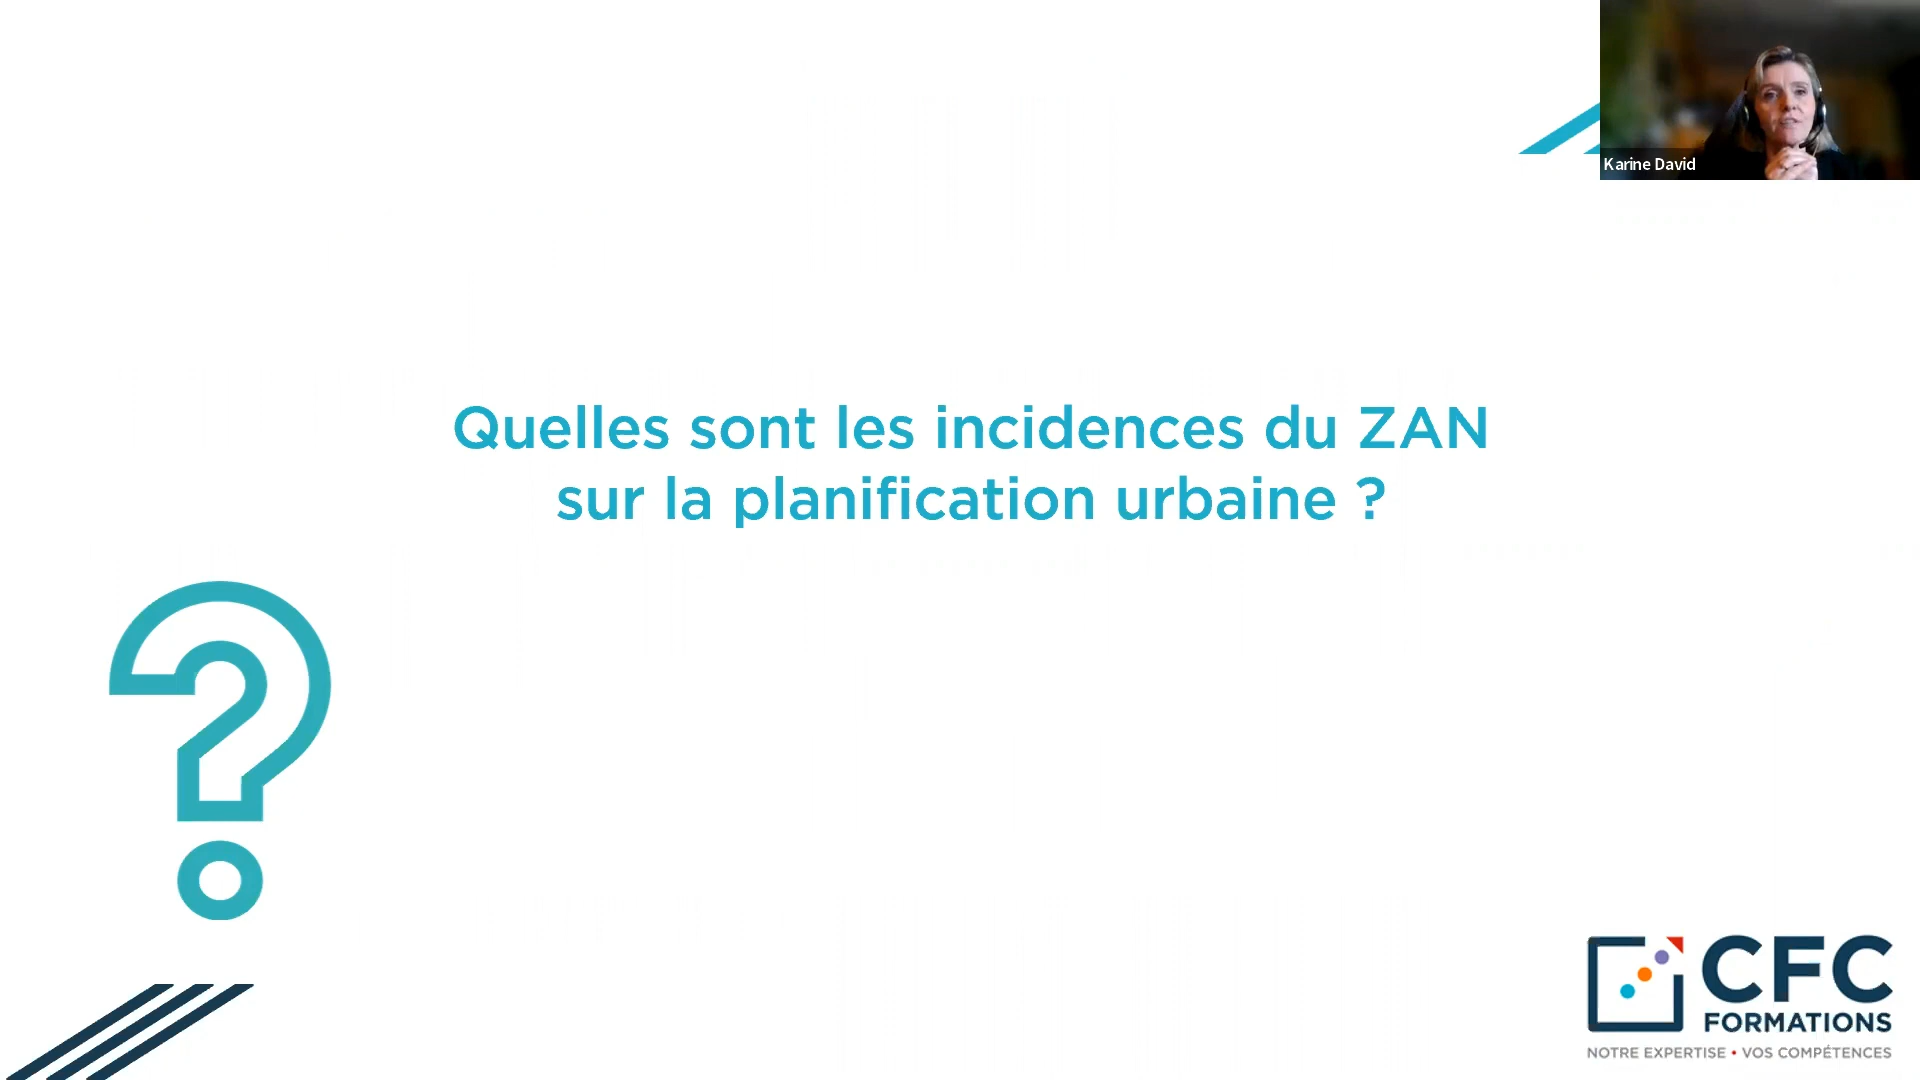 Karine David
Quelles sont les incidences du ZAN
sur la planification urbaine ?
CFC
FORMATIONS
NOTRE EXPERTISE • VOS COMPÉTENCES